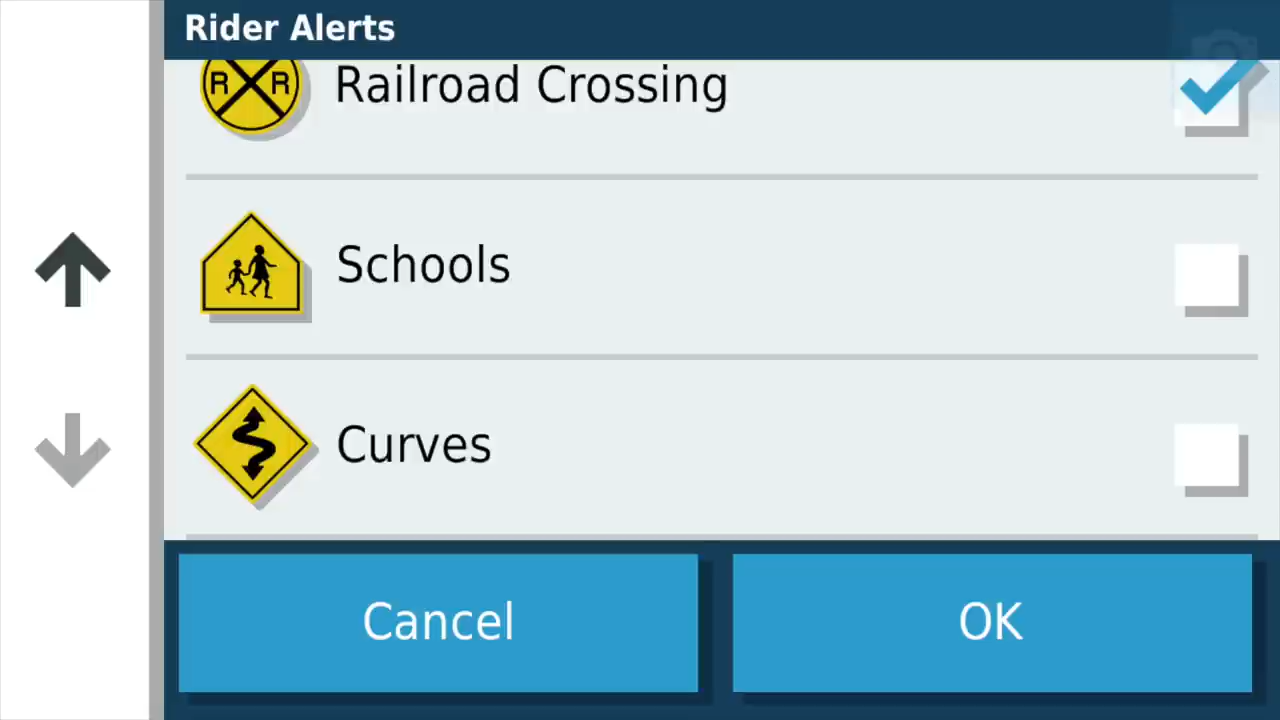 Rider Alerts
R R
Railroad Crossing
Schools
Curves
Cancel
OK